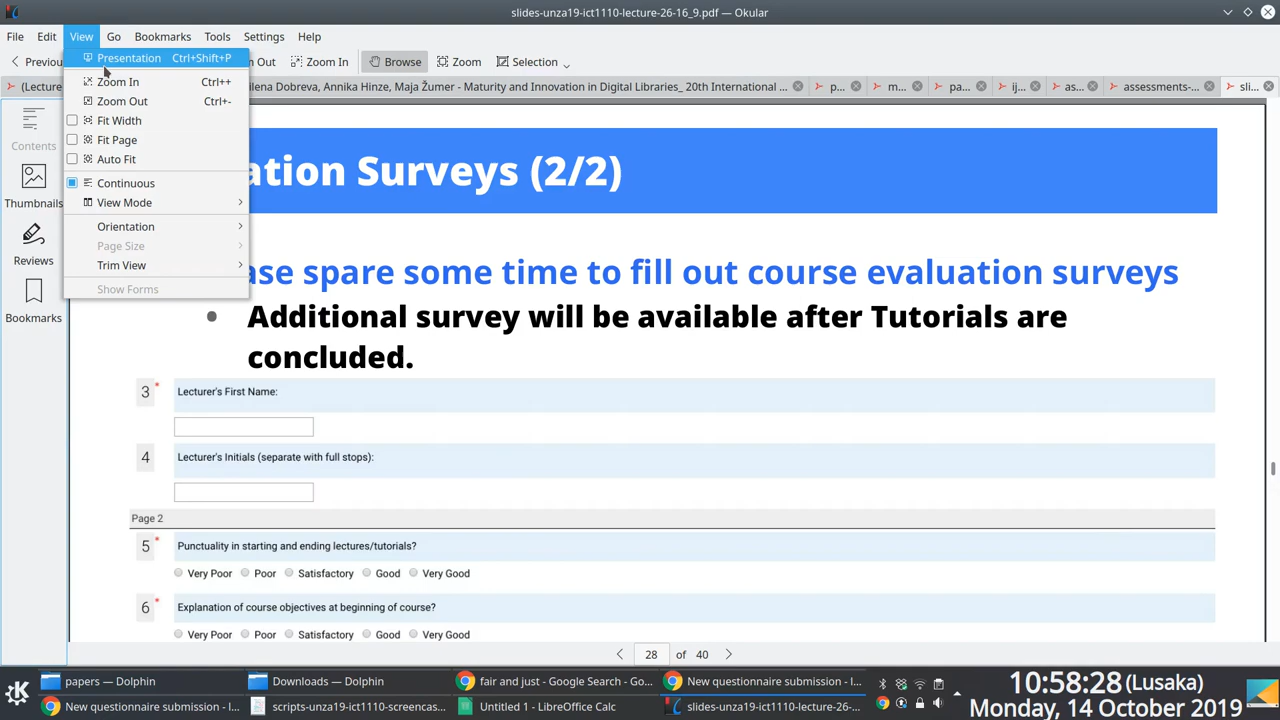 slides-unza19-ict1110-lecture-26-16_9.pdf – Okular
File Edit View Go Bookmarks Tools Settings Help
Previou
Out
Zoom In
Browse
Zoom
Selection
(Lecture
ilena Dobreva, Annika Hinze, Maja Žumer - Maturity and Innovation in Digital Libraries_ 20th International ...
p...
m...
pa...
ij...
as...
assessments-...
sli...
Presentation Ctrl+Shift+P
Zoom In Ctrl++
Zoom Out Ctrl+-
Fit Width
Fit Page
Auto Fit
Continuous
View Mode
Orientation
Page Size
Trim View
Show Forms
Contents
Thumbnails
Reviews
Bookmarks
ation Surveys (2/2)
ase spare some time to fill out course evaluation surveys
• Additional survey will be available after Tutorials are
concluded.
3 * Lecturer's First Name:
4 * Lecturer's Initials (separate with full stops):
Page 2
5 * Punctuality in starting and ending lectures/tutorials?
Very Poor Poor Satisfactory Good Very Good
6 * Explanation of course objectives at beginning of course?
Very Poor Poor Satisfactory Good Very Good
28 of 40
papers — Dolphin
Downloads — Dolphin
fair and just - Google Search - Go...
New questionnaire submission - I...
New questionnaire submission - I...
scripts-unza19-ict1110-screencas...
Untitled 1 - LibreOffice Calc
slides-unza19-ict1110-lecture-26-...
10:58:28 (Lusaka)
Monday, 14 October 2019